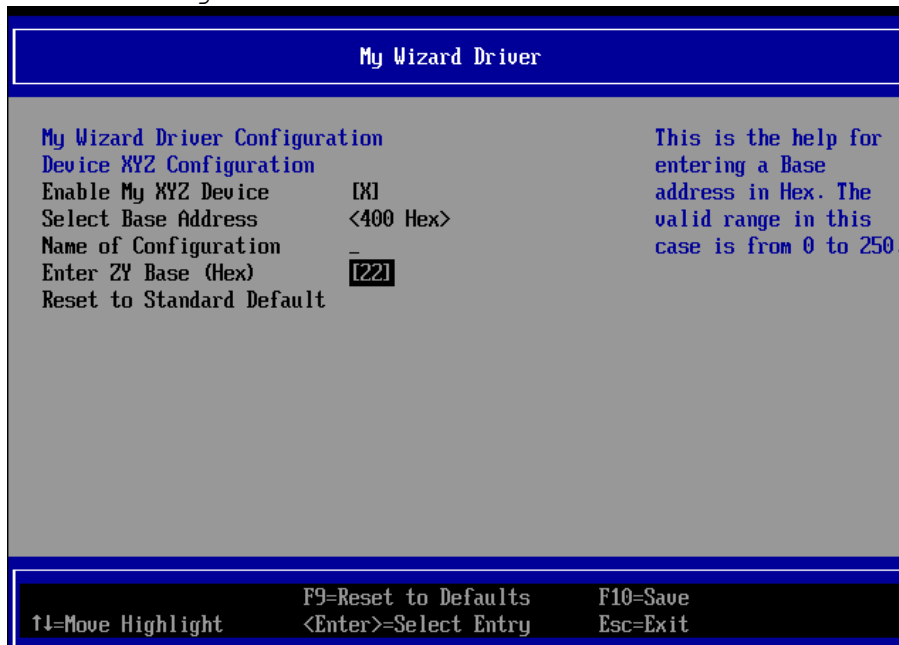 My Wizard Driver
My Wizard Driver Configuration
Device XYZ Configuration
Enable My XYZ Device [X]
Select Base Address <400 Hex>
Name of Configuration _
Enter ZY Base (Hex) [22]
Reset to Standard Default
This is the help for
entering a Base
address in Hex. The
valid range in this
case is from 0 to 250.
F9=Reset to Defaults F10=Save
↑↓=Move Highlight <Enter>=Select Entry Esc=Exit